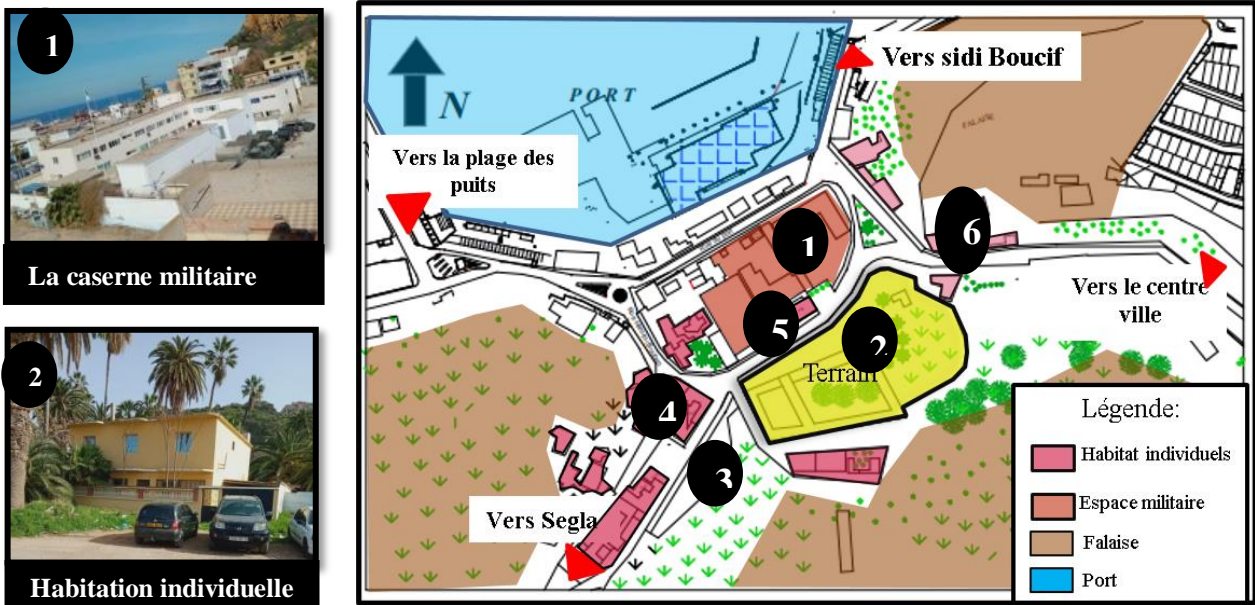 1
La caserne militaire
2
Habitation individuelle
N
PORT
Vers la plage des
puits
Vers sidi Boucif
FALAISE
1
6
5
2
Terrain
4
3
Vers le centre
ville
Vers Segla
Légende:
Habitat individuels
Espace militaire
Falaise
Port